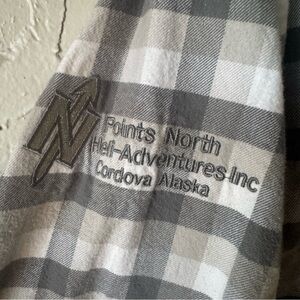 Points North
Heli-Adventures Inc
Cordova Alaska